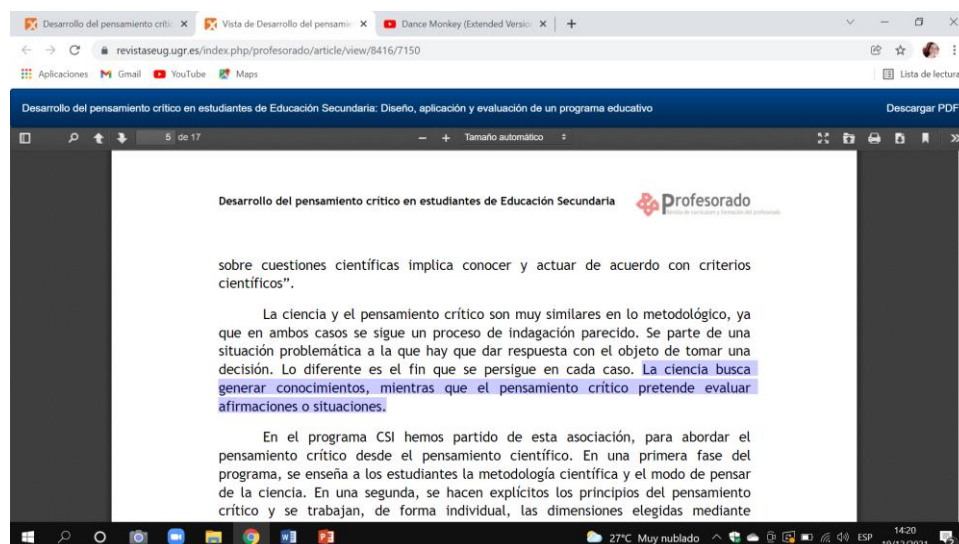 Desarrollo del pensamiento crític
Vista de Desarrollo del pensamie
Dance Monkey (Extended Versio
revistaseug.ugr.es/index.php/profesorado/article/view/8416/7150
Aplicaciones Gmail YouTube Maps Lista de lectura
Desarrollo del pensamiento crítico en estudiantes de Educación Secundaria: Diseño, aplicación y evaluación de un programa educativo Descargar PDF
5 de 17 Tamaño automático
Desarrollo del pensamiento crítico en estudiantes de Educación Secundaria Profesorado
sobre cuestiones científicas implica conocer y actuar de acuerdo con criterios
científicos”.
La ciencia y el pensamiento crítico son muy similares en lo metodológico, ya
que en ambos casos se sigue un proceso de indagación parecido. Se parte de una
situación problemática a la que hay que dar respuesta con el objeto de tomar una
decisión. Lo diferente es el fin que se persigue en cada caso. La ciencia busca
generar conocimientos, mientras que el pensamiento crítico pretende evaluar
afirmaciones o situaciones.
En el programa CSI hemos partido de esta asociación, para abordar el
pensamiento crítico desde el pensamiento científico. En una primera fase del
programa, se enseña a los estudiantes la metodología científica y el modo de pensar
de la ciencia. En una segunda, se hacen explícitos los principios del pensamiento
crítico y se trabajan, de forma individual, las dimensiones elegidas mediante
27°C Muy nublado ESP 14:20